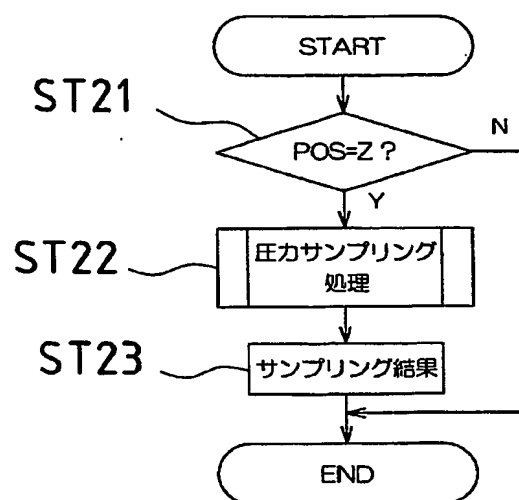 START
ST21
POS=Z?
N
Y
ST22
圧力サンプリング
処理
ST23
サンプリング結果
END